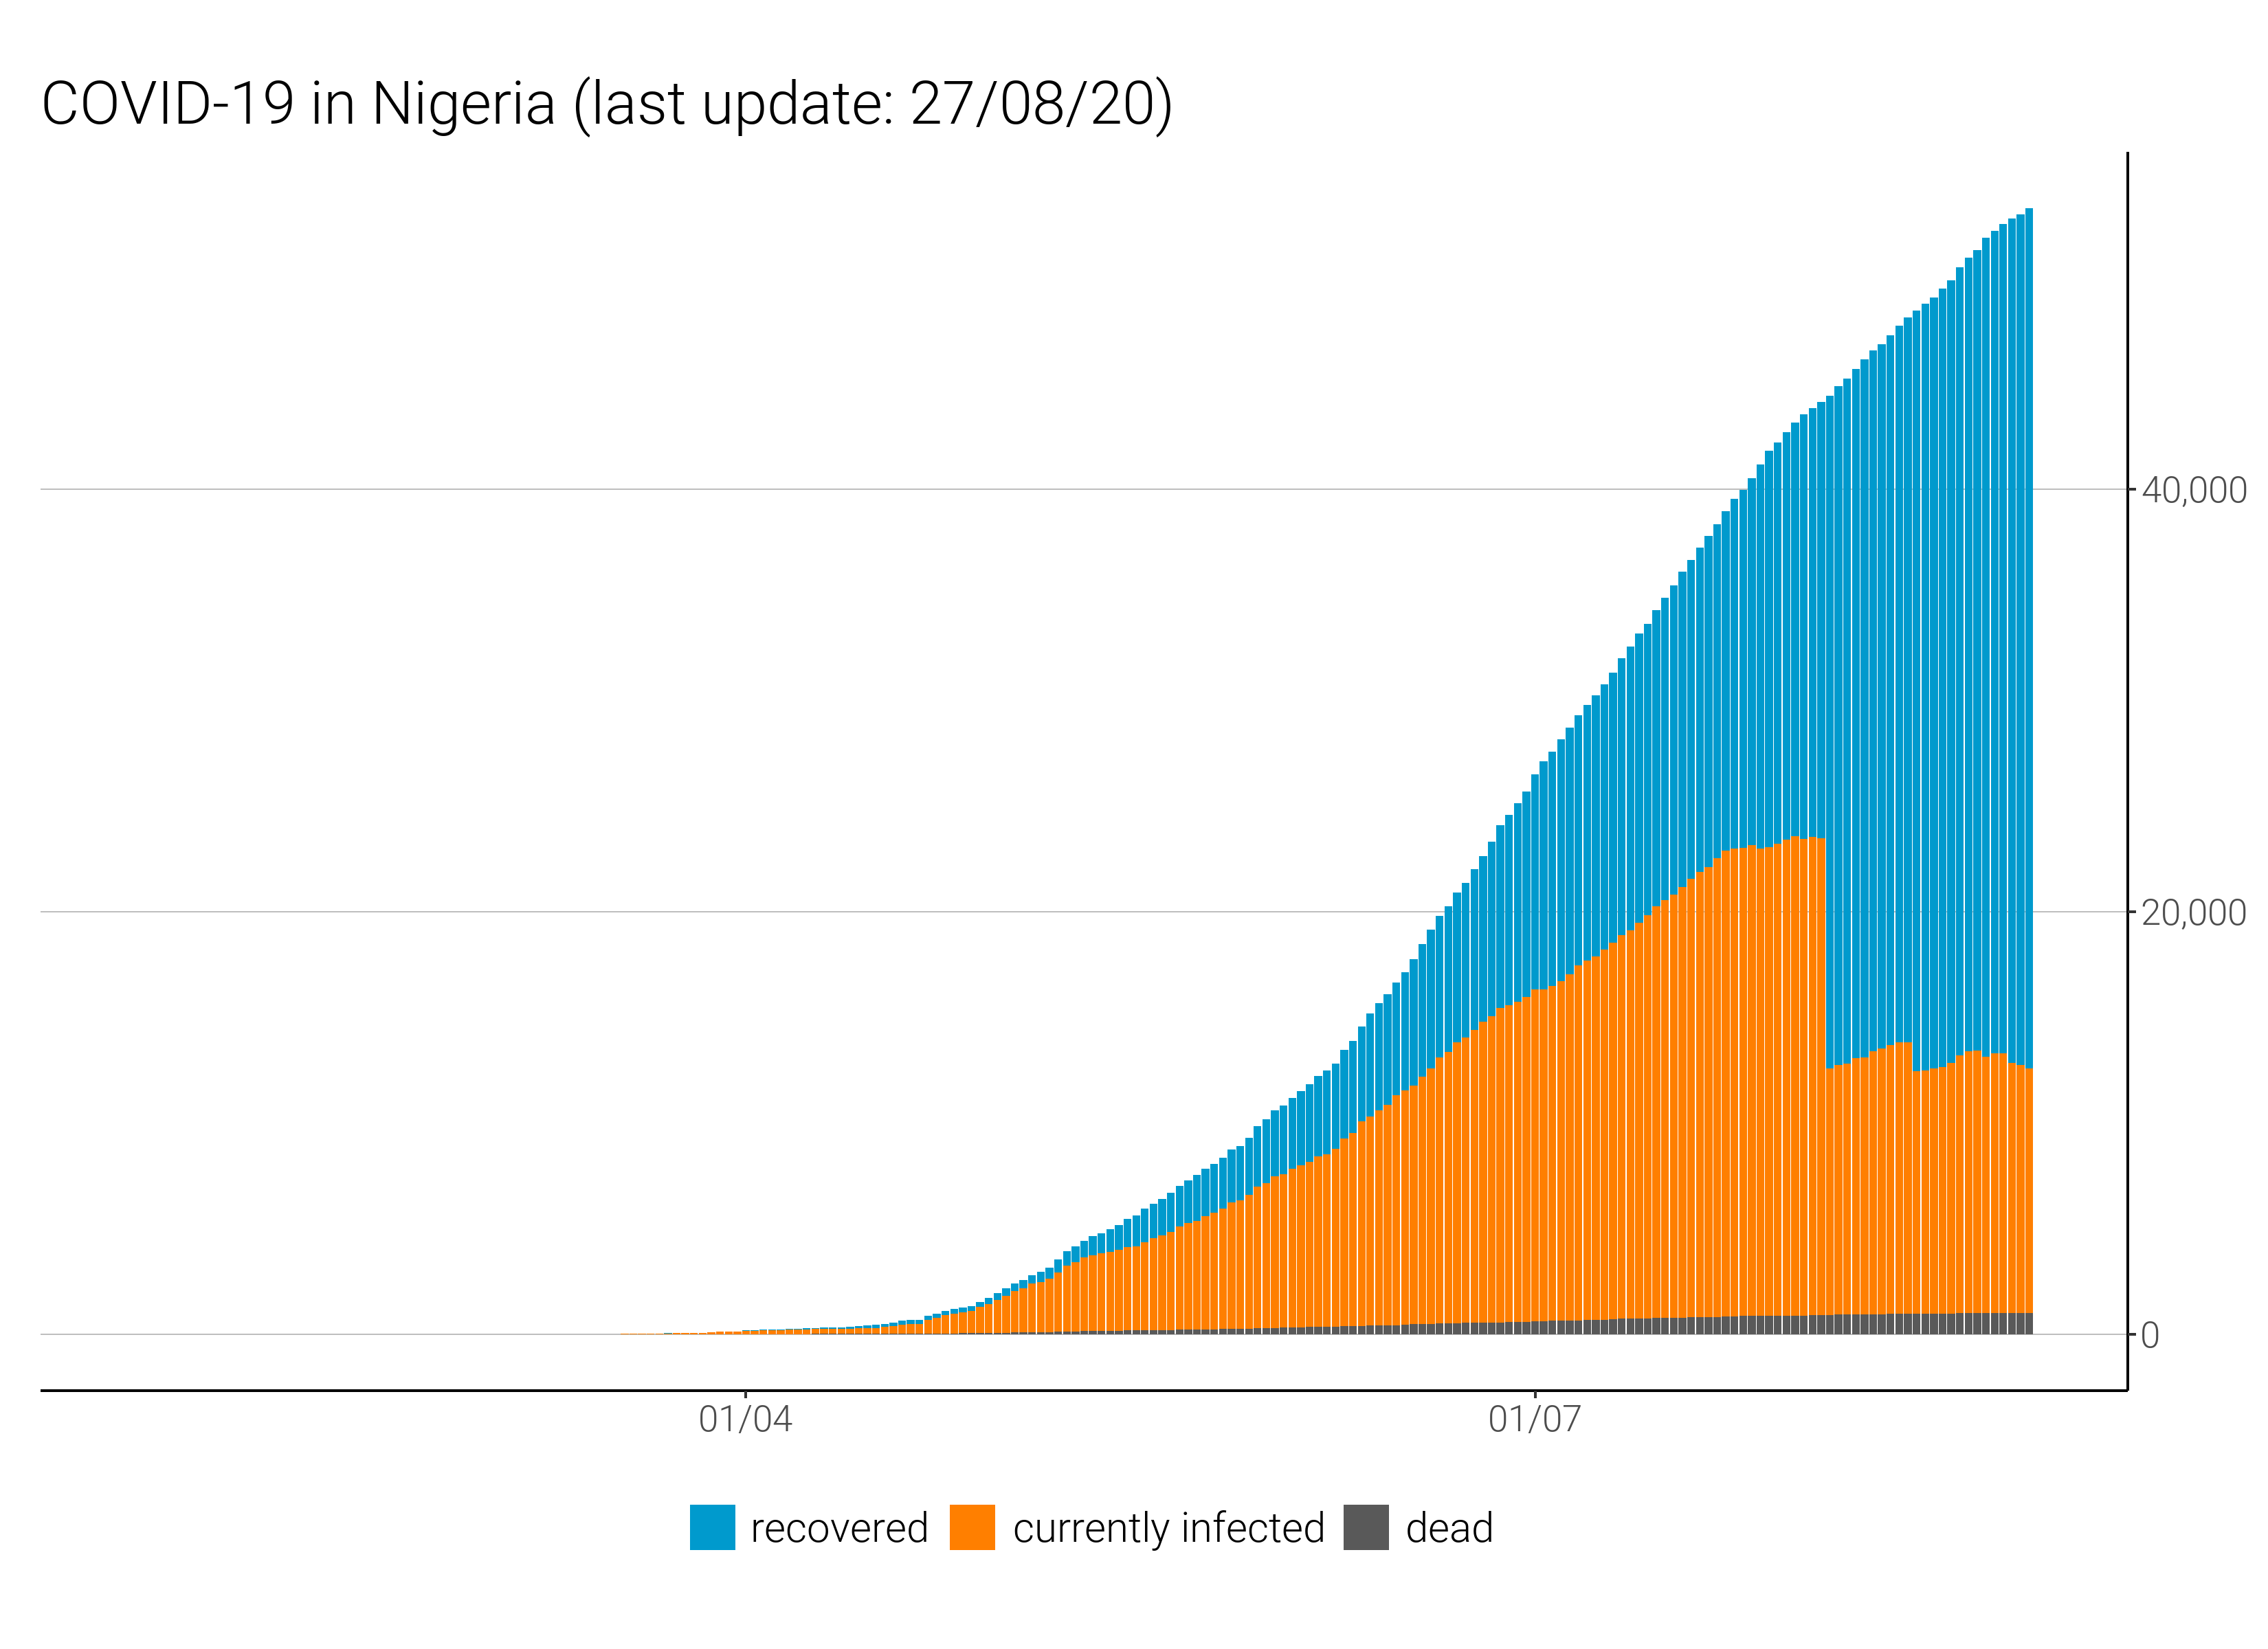 COVID-19 in Nigeria (last update: 27/08/20)
40,000
20,000
0
01/04 01/07
recovered currently infected dead